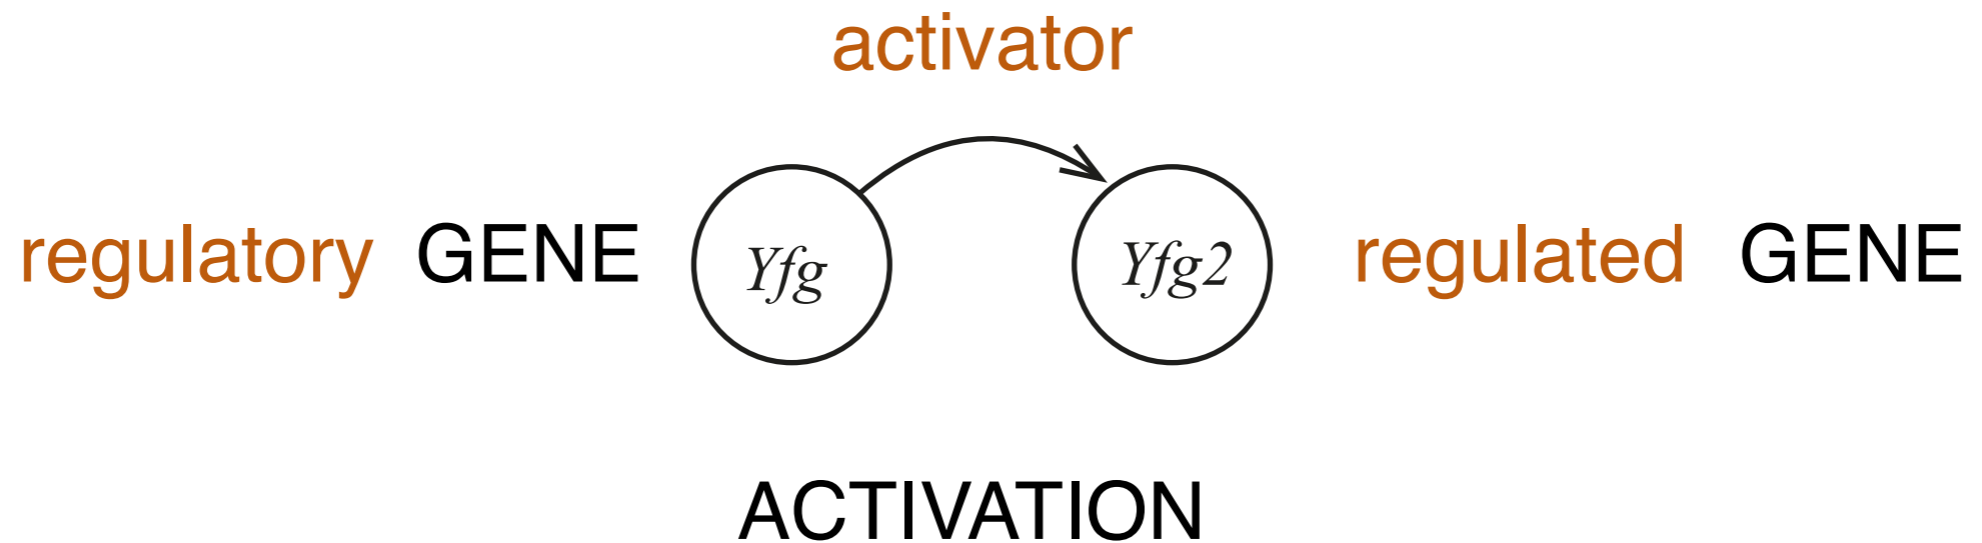 activator
regulatory GENE Yfg Yfg2 regulated GENE
ACTIVATION